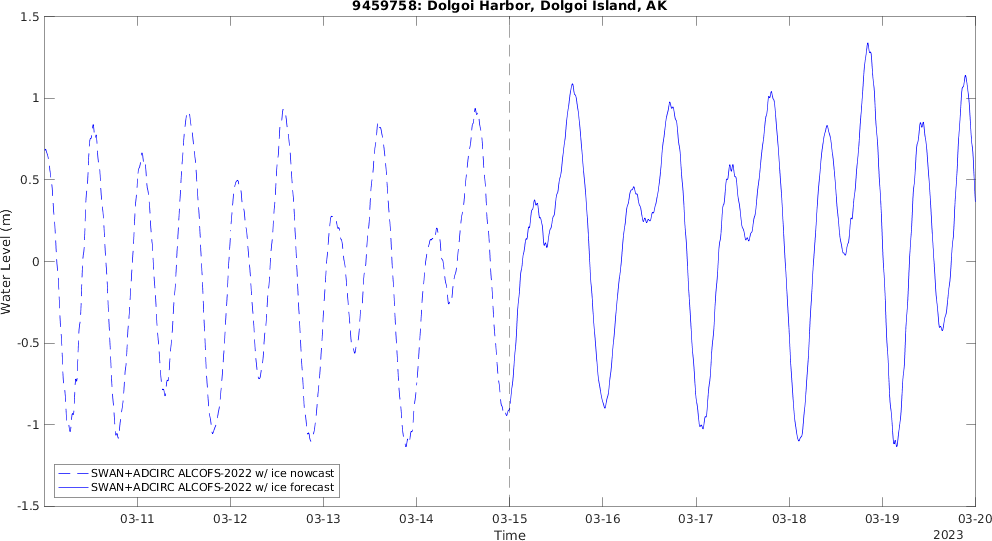 9459758: Dolgoi Harbor, Dolgoi Island, AK
1.5
1
0.5
0
-0.5
-1
-1.5
Water Level (m)
SWAN+ADCIRC ALCOFS-2022 w/ ice nowcast
SWAN+ADCIRC ALCOFS-2022 w/ ice forecast
03-11 03-12 03-13 03-14 03-15 03-16 03-17 03-18 03-19 03-20
Time
2023